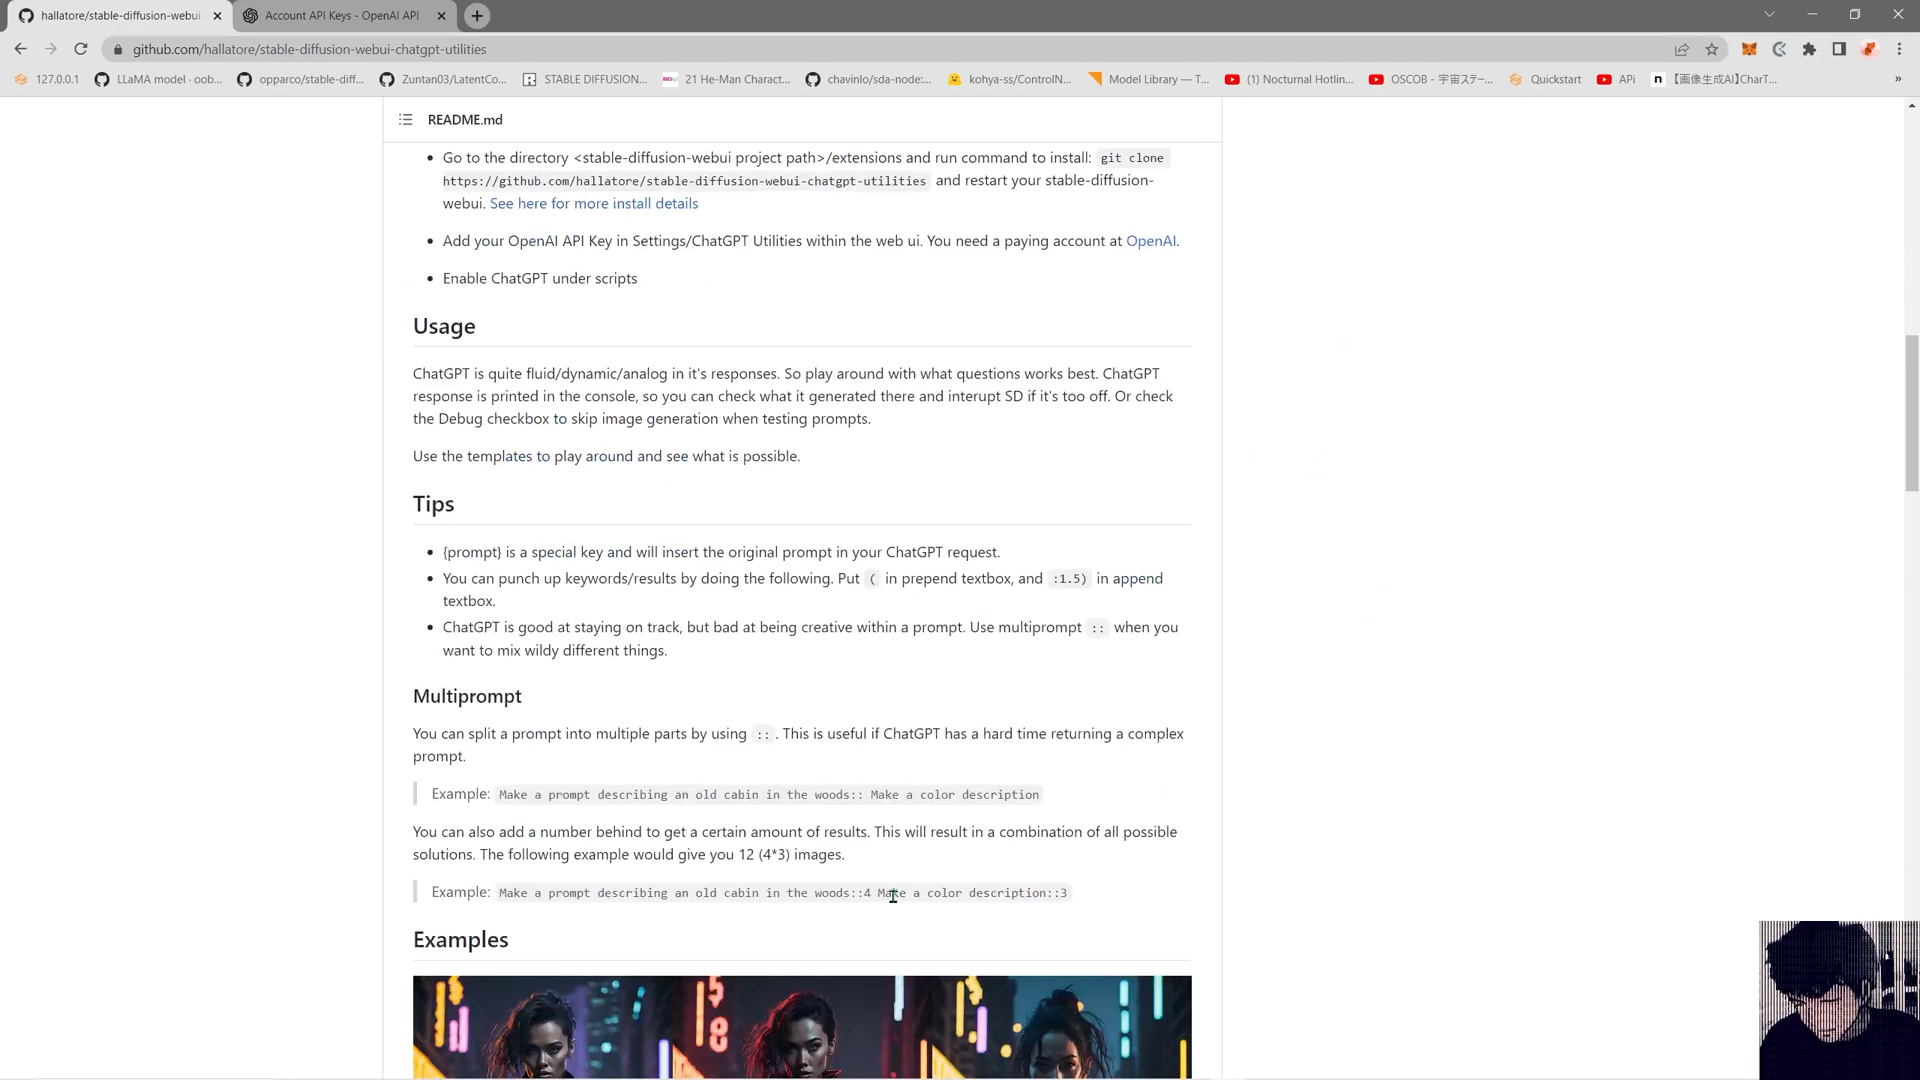 hallatore/stable-diffusion-webui-
Account API Keys - OpenAI API
github.com/hallatore/stable-diffusion-webui-chatgpt-utilities
127.0.0.1
LLaMA model · oob...
opparco/stable-diff...
Zuntan03/LatentCo...
STABLE DIFFUSION...
21 He-Man Charact...
chavinlo/sda-node:...
kohya-ss/ControlN...
Model Library — T...
(1) Nocturnal Hotlin...
OSCOB - 宇宙ステー...
Quickstart
APi
【画像生成AI】CharT...
»
README.md
• Go to the directory <stable-diffusion-webui project path>/extensions and run command to install: git clone
https://github.com/hallatore/stable-diffusion-webui-chatgpt-utilities and restart your stable-diffusion-
webui. See here for more install details
• Add your OpenAI API Key in Settings/ChatGPT Utilities within the web ui. You need a paying account at OpenAI.
• Enable ChatGPT under scripts
Usage
ChatGPT is quite fluid/dynamic/analog in it's responses. So play around with what questions works best. ChatGPT
response is printed in the console, so you can check what it generated there and interupt SD if it's too off. Or check
the Debug checkbox to skip image generation when testing prompts.
Use the templates to play around and see what is possible.
Tips
• {prompt} is a special key and will insert the original prompt in your ChatGPT request.
• You can punch up keywords/results by doing the following. Put ( in prepend textbox, and :1.5) in append
textbox.
• ChatGPT is good at staying on track, but bad at being creative within a prompt. Use multiprompt :: when you
want to mix wildy different things.
Multiprompt
You can split a prompt into multiple parts by using ::. This is useful if ChatGPT has a hard time returning a complex
prompt.
Example: Make a prompt describing an old cabin in the woods:: Make a color description
You can also add a number behind to get a certain amount of results. This will result in a combination of all possible
solutions. The following example would give you 12 (4*3) images.
Example: Make a prompt describing an old cabin in the woods::4 Make a color description::3
Examples